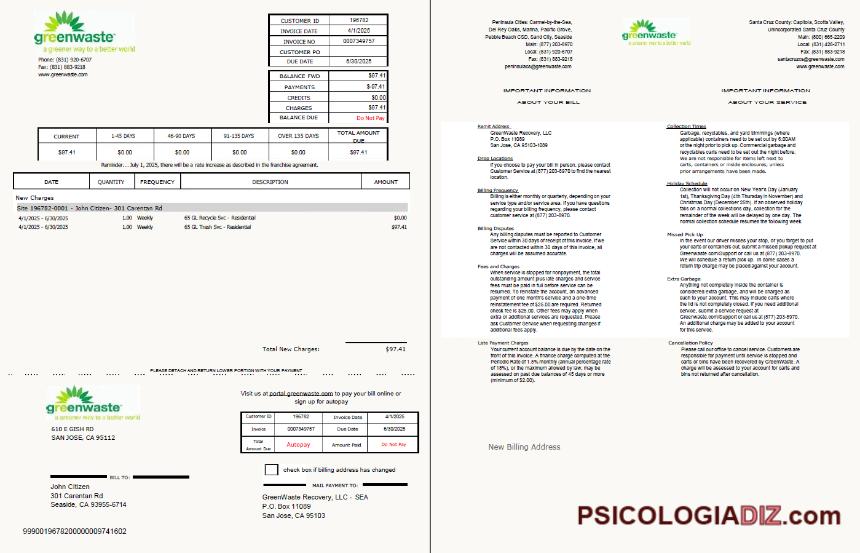 greenwaste
a greener way to a better world
Phone: (831) 920-6707
Fax: (831) 883-9218
www.greenwaste.com
CUSTOMER ID 196782
INVOICE DATE 4/1/2025
INVOICE NO 0007349757
CUSTOMER PO
DUE DATE 6/30/2025
BALANCE FWD $97.41
PAYMENTS $-97.41
CREDITS $0.00
CHARGES $97.41
BALANCE DUE Do Not Pay
CURRENT 1-45 DAYS 46-90 DAYS 91-135 DAYS OVER 135 DAYS TOTAL AMOUNT DUE
$97.41 $0.00 $0.00 $0.00 $0.00 $97.41
Reminder... July 1, 2025, there will be a rate increase as described in the franchise agreement.
DATE QUANTITY FREQUENCY DESCRIPTION AMOUNT
New Charges
Site 196782-0001 - John Citizen- 301 Carentan Rd
4/1/2025 - 6/30/2025 1.00 Weekly 65 GL Recycle Svc - Residential $0.00
4/1/2025 - 6/30/2025 1.00 Weekly 65 GL Trash Svc - Residential $97.41
Total New Charges: $97.41
PLEASE DETACH AND RETURN LOWER PORTION WITH YOUR PAYMENT
greenwaste
a greener way to a better world
610 E GISH RD
SAN JOSE, CA 95112
Visit us at portal.greenwaste.com to pay your bill online or
sign up for autopay
Customer ID 196782 Invoice Date 4/1/2025
Invoice 0007349757 Due Date 6/30/2025
Total Amount Due Autopay Amount Paid Do Not Pay
check box if billing address has changed
BILL TO:
John Citizen
301 Carentan Rd
Seaside, CA 93955-6714
MAIL PAYMENT TO:
GreenWaste Recovery, LLC - SEA
P.O. Box 11089
San Jose, CA 95103
9990019678200000009741602
Peninsula Cities: Carmel-by-the-Sea,
Del Rey Oaks, Marina, Pacific Grove,
Pebble Beach CSD, Sand City, Seaside
Main: (877) 203-8970
Local: (831) 920-6707
Fax: (831) 883-9218
peninsulacs@greenwaste.com
greenwaste
a greener way to a better world
Santa Cruz County: Capitola, Scotts Valley,
Unincorporated Santa Cruz County
Main: (800) 665-2209
Local: (831) 426-2711
Fax: (831) 883-9218
santacruzcs@greenwaste.com
www.greenwaste.com
IMPORTANT INFORMATION
ABOUT YOUR BILL
Remit Address
GreenWaste Recovery, LLC
P.O. Box 11089
San Jose, CA 95103-1089
Drop Locations
If you choose to pay your bill in person, please contact
Customer Service at (877) 203-8970 to find the nearest
location.
Billing Frequency
Billing is either monthly or quarterly, depending on your
service type and/or service area. If you have questions
regarding your billing frequency, please contact
customer service at (877) 203-8970.
Billing Disputes
Any billing disputes must be reported to Customer
Service within 30 days of receipt of this invoice. If we
are not contacted within 30 days of this invoice, all
charges will be assumed accurate.
Fees and Charges
When service is stopped for nonpayment, the total
outstanding amount plus late charges and service
fees must be paid in full before service can be
resumed. To reinstate the account, an advanced
payment of one month's service and a one-time
reinstatement fee of $25.00 are required. Returned
check fee is $25.00. Other fees may apply when
extra or additional services are requested. Please
ask Customer Service when requesting changes if
additional fees apply.
Late Payment Charges
Your current account balance is due by the date on the
front of this invoice. A finance charge computed at the
Periodic Rate of 1.5% monthly (annual percentage rate
of 18%), or the maximum allowed by law, may be
assessed on past due balances of 45 days or more
(minimum of $2.00).
IMPORTANT INFORMATION
ABOUT YOUR SERVICE
Collection Times
Garbage, recyclables, and yard trimmings (where
applicable) containers need to be set out by 6:00AM
or the night prior to pick up. Commercial garbage and
recyclables carts need to be set out the night before.
We are not responsible for items left next to
carts, containers or inside enclosures, unless
prior arrangements have been made.
Holiday Schedule
Collection will not occur on New Year's Day (January
1st), Thanksgiving Day (4th Thursday in November) and
Christmas Day (December 25th). If an observed holiday
falls on a normal collections day, collection for the
remainder of the week will be delayed by one day. The
normal collection schedule resumes the following week.
Missed Pick Up
In the event our driver misses your stop, or you forget to put
your carts or containers out, submit a missed pickup request at
Greenwaste.com/Support or call us at (877) 203-8970.
We will schedule a return pick up. In some cases a
return trip charge may be placed against your account.
Extra Garbage
Anything not completely inside the container is
considered extra garbage, and will be charged as
such to your account. This may include carts where
the lid is not completely closed. If you need additional
service, submit a service request at
Greenwaste.com/Support or call us at (877) 203-8970.
An additional charge may be added to your account
for this service.
Cancellation Policy
Please call our office to cancel service. Customers are
responsible for payment until service is stopped and
carts or bins have been recovered by GreenWaste. A
charge will be assessed to your account for carts and
bins not returned after cancellation.
New Billing Address
PSICOLOGIADIZ.com